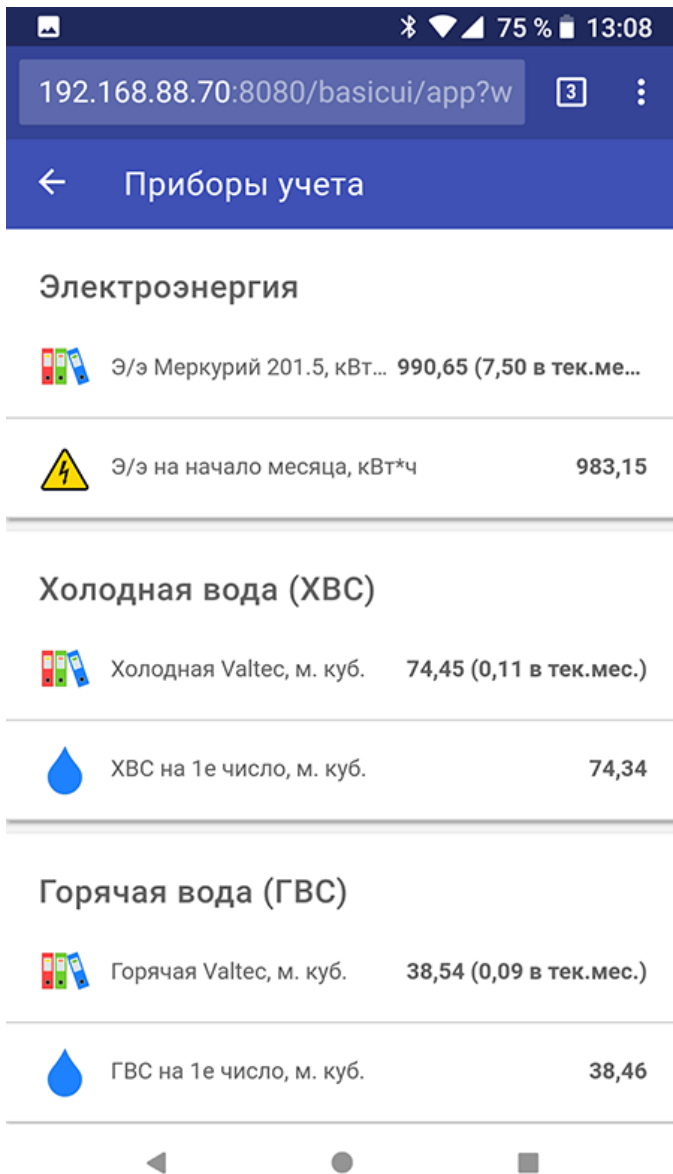 75 % 13:08
192.168.88.70:8080/basicui/app?w 3
Приборы учета
Электроэнергия
Э/э Меркурий 201.5, кВт... 990,65 (7,50 в тек.ме...
Э/э на начало месяца, кВт*ч 983,15
Холодная вода (ХВС)
Холодная Valtec, м. куб. 74,45 (0,11 в тек.мес.)
ХВС на 1е число, м. куб. 74,34
Горячая вода (ГВС)
Горячая Valtec, м. куб. 38,54 (0,09 в тек.мес.)
ГВС на 1е число, м. куб. 38,46